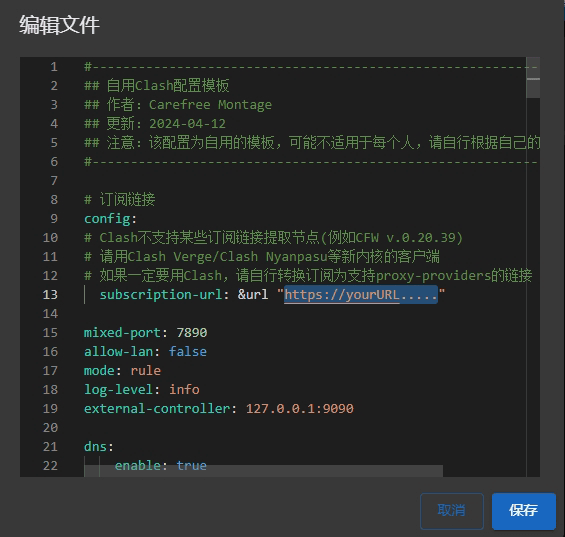 编辑文件
1 #----------------------------------------------------------
2 ## 自用Clash配置模板
3 ## 作者：Carefree Montage
4 ## 更新：2024-04-12
5 ## 注意：该配置为自用的模板，可能不适用于每个人，请自行根据自己的
6 #----------------------------------------------------------
7
8 # 订阅链接
9 config:
10 # Clash不支持某些订阅链接提取节点(例如CFW v.0.20.39)
11 # 请用Clash Verge/Clash Nyanpasu等新内核的客户端
12 # 如果一定要用Clash，请自行转换订阅为支持proxy-providers的链接
13 subscription-url: &url "https://yourURL....."
14
15 mixed-port: 7890
16 allow-lan: false
17 mode: rule
18 log-level: info
19 external-controller: 127.0.0.1:9090
20
21 dns:
22 enable: true
取消 保存